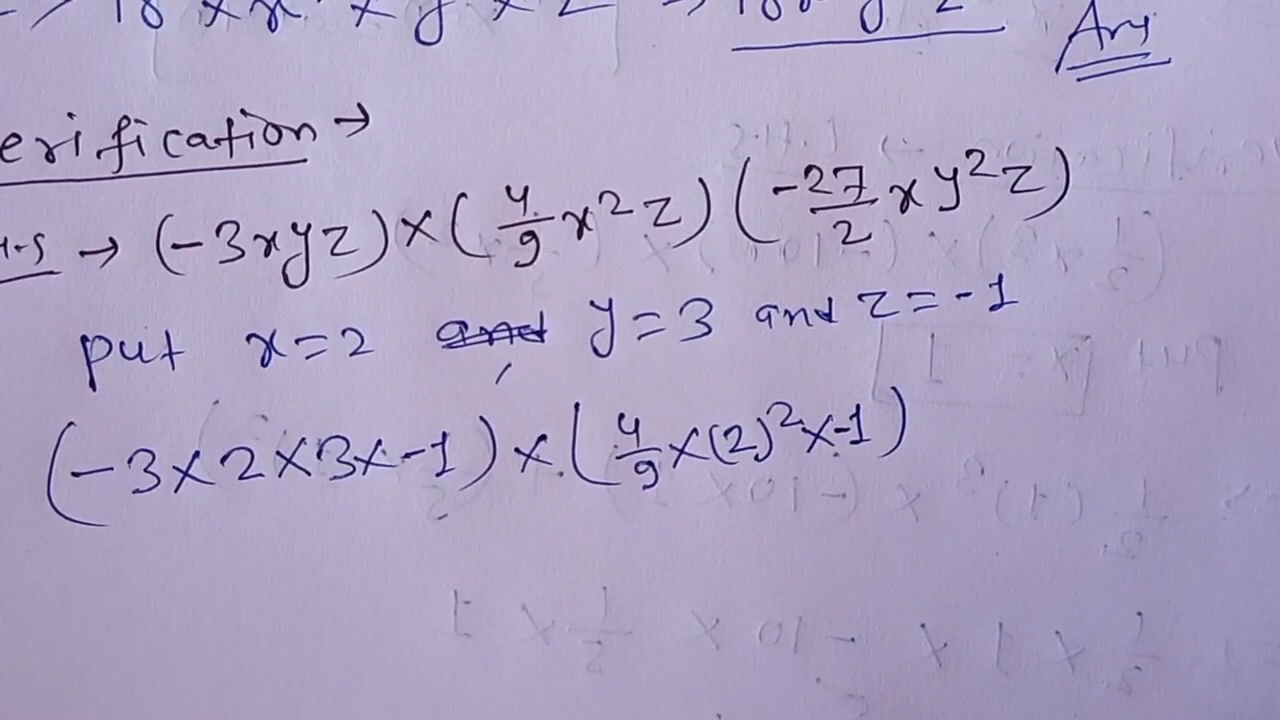 18 × x × y × z → Ans
erification →
H·S → (-3xyz) × (4/9 x²z) (-27/2 xy²z)
put x=2 y=3 and z=-1
(-3×2×3×-1) × (4/9 ×(2)²×-1)